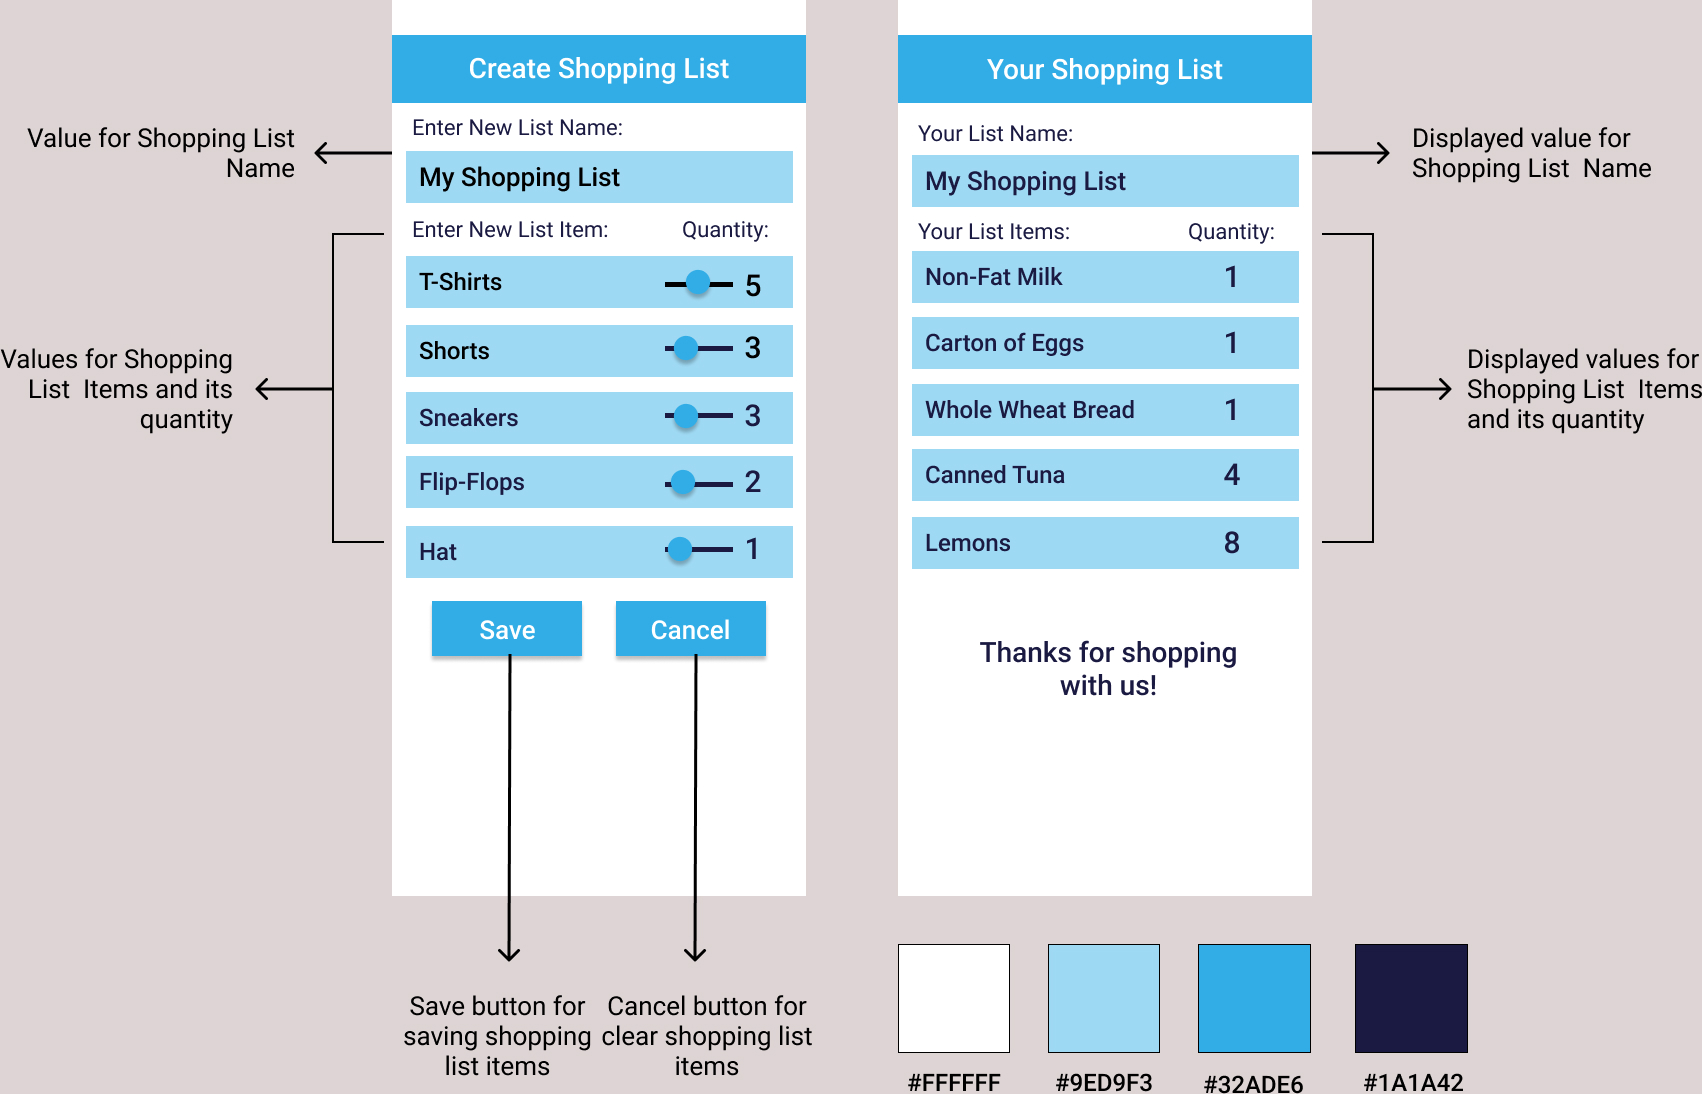 Create Shopping List
Enter New List Name:
My Shopping List
Enter New List Item: Quantity:
T-Shirts 5
Shorts 3
Sneakers 3
Flip-Flops 2
Hat 1
Save Cancel
Value for Shopping List
Name
Values for Shopping
List Items and its
quantity
Save button for
saving shopping
list items
Cancel button for
clear shopping list
items
Your Shopping List
Your List Name:
My Shopping List
Your List Items: Quantity:
Non-Fat Milk 1
Carton of Eggs 1
Whole Wheat Bread 1
Canned Tuna 4
Lemons 8
Thanks for shopping
with us!
Displayed value for
Shopping List Name
Displayed values for
Shopping List Items
and its quantity
#FFFFFF #9ED9F3 #32ADE6 #1A1A42